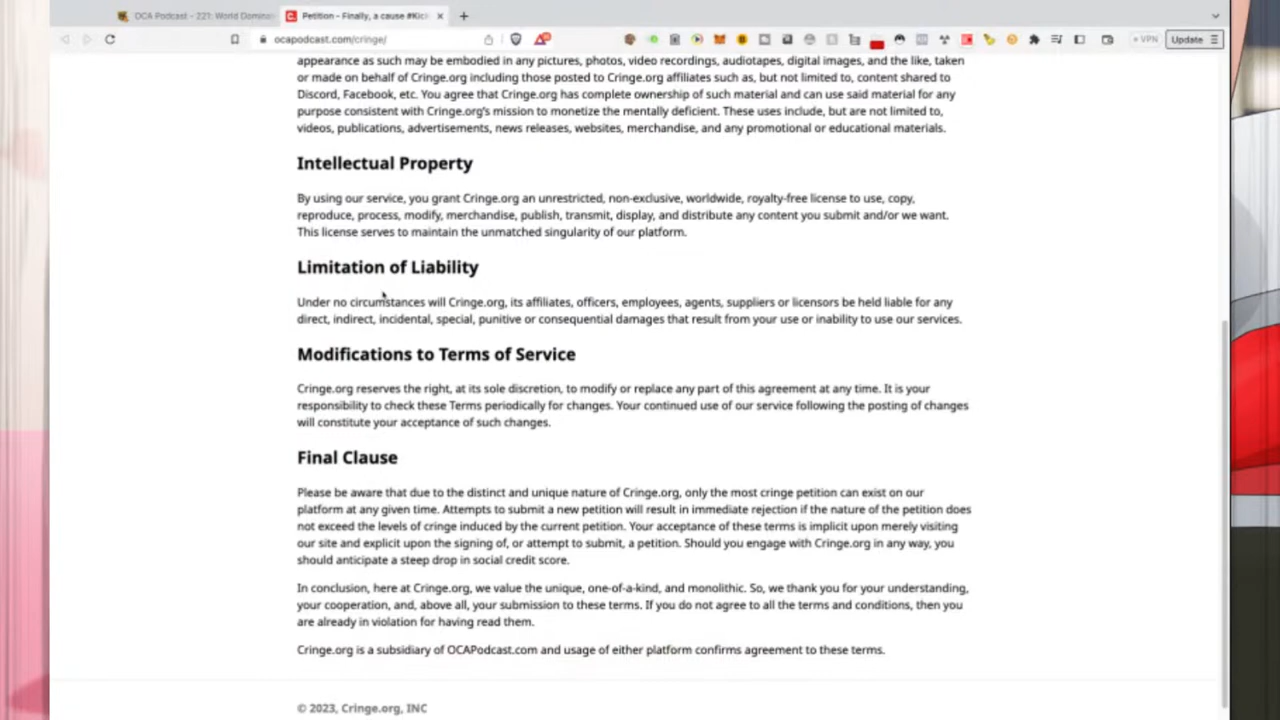 OCA Podcast - 221: World Domina
Petition - Finally, a cause #Kic
ocapodcast.com/cringe/
VPN
Update
appearance as such may be embodied in any pictures, photos, video recordings, audiotapes, digital images, and the like, taken
or made on behalf of Cringe.org including those posted to Cringe.org affiliates such as, but not limited to, content shared to
Discord, Facebook, etc. You agree that Cringe.org has complete ownership of such material and can use said material for any
purpose consistent with Cringe.org's mission to monetize the mentally deficient. These uses include, but are not limited to,
videos, publications, advertisements, news releases, websites, merchandise, and any promotional or educational materials.
Intellectual Property
By using our service, you grant Cringe.org an unrestricted, non-exclusive, worldwide, royalty-free license to use, copy,
reproduce, process, modify, merchandise, publish, transmit, display, and distribute any content you submit and/or we want.
This license serves to maintain the unmatched singularity of our platform.
Limitation of Liability
Under no circumstances will Cringe.org, its affiliates, officers, employees, agents, suppliers or licensors be held liable for any
direct, indirect, incidental, special, punitive or consequential damages that result from your use or inability to use our services.
Modifications to Terms of Service
Cringe.org reserves the right, at its sole discretion, to modify or replace any part of this agreement at any time. It is your
responsibility to check these Terms periodically for changes. Your continued use of our service following the posting of changes
will constitute your acceptance of such changes.
Final Clause
Please be aware that due to the distinct and unique nature of Cringe.org, only the most cringe petition can exist on our
platform at any given time. Attempts to submit a new petition will result in immediate rejection if the nature of the petition does
not exceed the levels of cringe induced by the current petition. Your acceptance of these terms is implicit upon merely visiting
our site and explicit upon the signing of, or attempt to submit, a petition. Should you engage with Cringe.org in any way, you
should anticipate a steep drop in social credit score.
In conclusion, here at Cringe.org, we value the unique, one-of-a-kind, and monolithic. So, we thank you for your understanding,
your cooperation, and, above all, your submission to these terms. If you do not agree to all the terms and conditions, then you
are already in violation for having read them.
Cringe.org is a subsidiary of OCAPodcast.com and usage of either platform confirms agreement to these terms.
© 2023, Cringe.org, INC